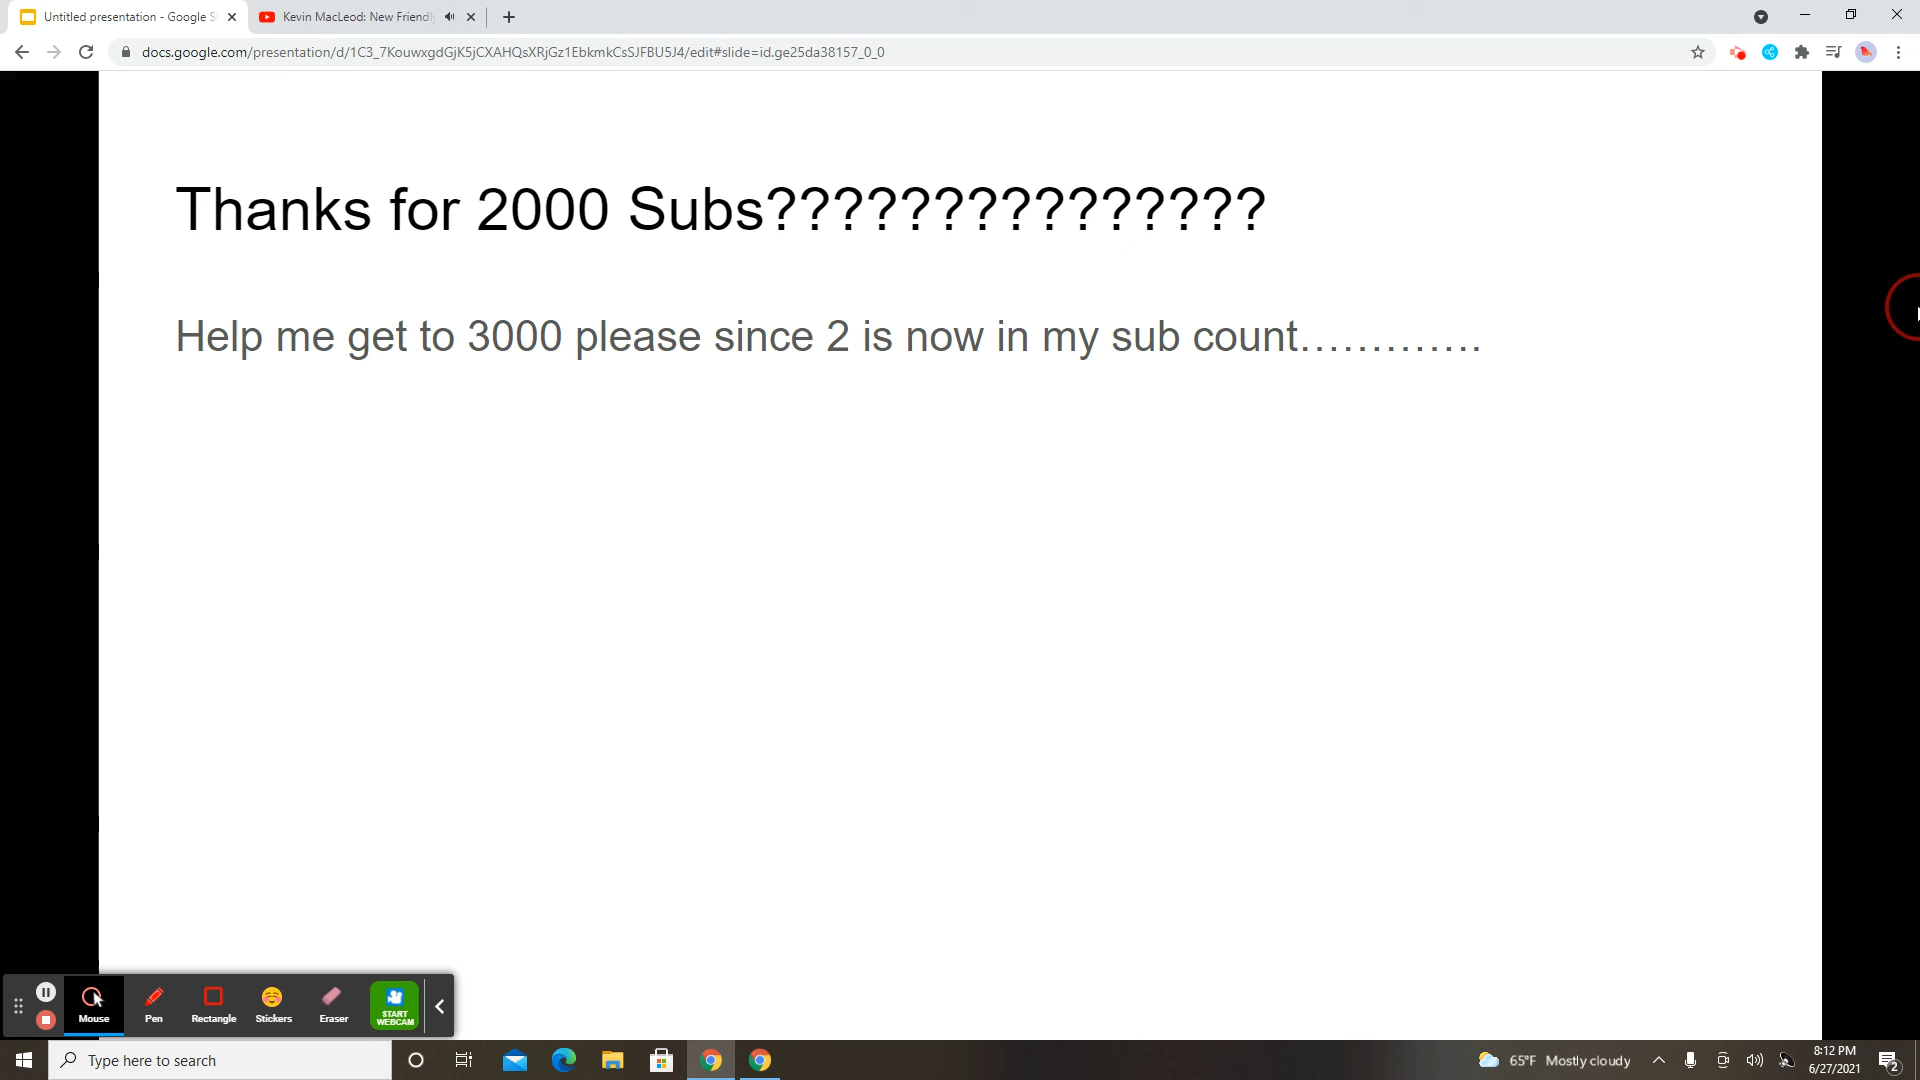 Untitled presentation - Google S
Kevin MacLeod: New Friendly
docs.google.com/presentation/d/1C3_7KouwxgdGjK5jCXAHQsXRjGz1EbkmkCsSJFBU5J4/edit#slide=id.ge25da38157_0_0
Thanks for 2000 Subs???????????????
Help me get to 3000 please since 2 is now in my sub count.............
Mouse
Pen
Rectangle
Stickers
Eraser
START
WEBCAM
Type here to search
65°F Mostly cloudy
8:12 PM
6/27/2021
2